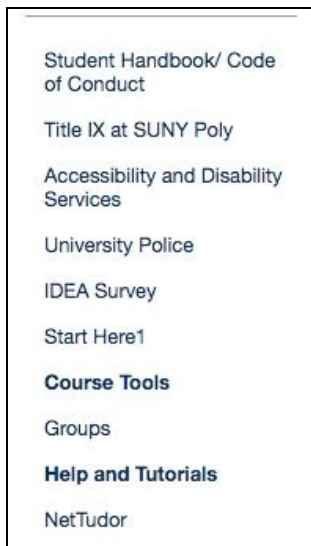 Student Handbook/ Code
of Conduct
Title IX at SUNY Poly
Accessibility and Disability
Services
University Police
IDEA Survey
Start Here1
Course Tools
Groups
Help and Tutorials
NetTudor